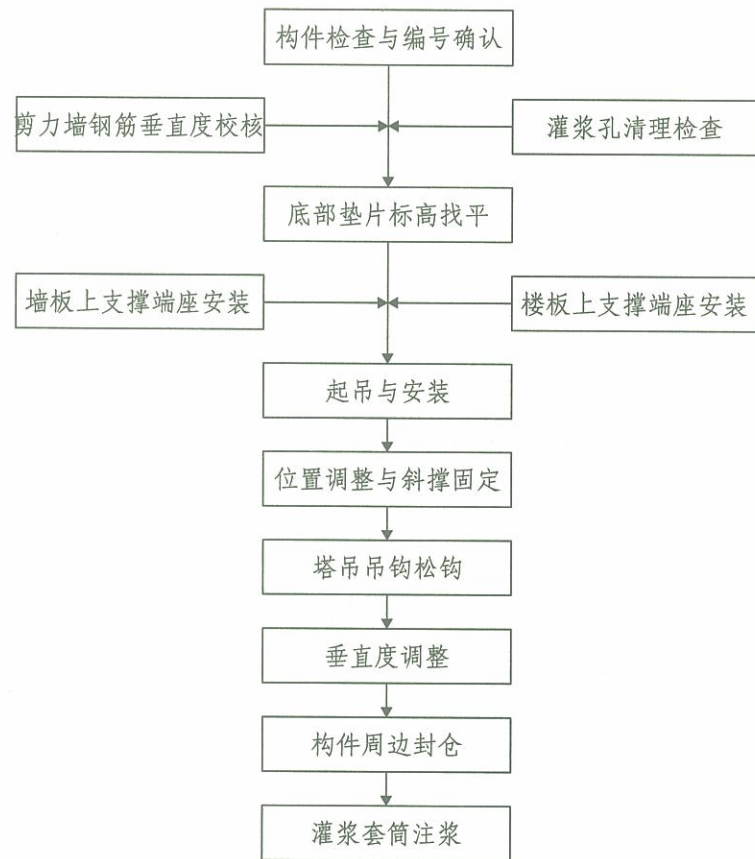 构件检查与编号确认
剪力墙钢筋垂直度校核
灌浆孔清理检查
底部垫片标高找平
墙板上支撑端座安装
楼板上支撑端座安装
起吊与安装
位置调整与斜撑固定
塔吊吊钩松钩
垂直度调整
构件周边封仓
灌浆套筒注浆